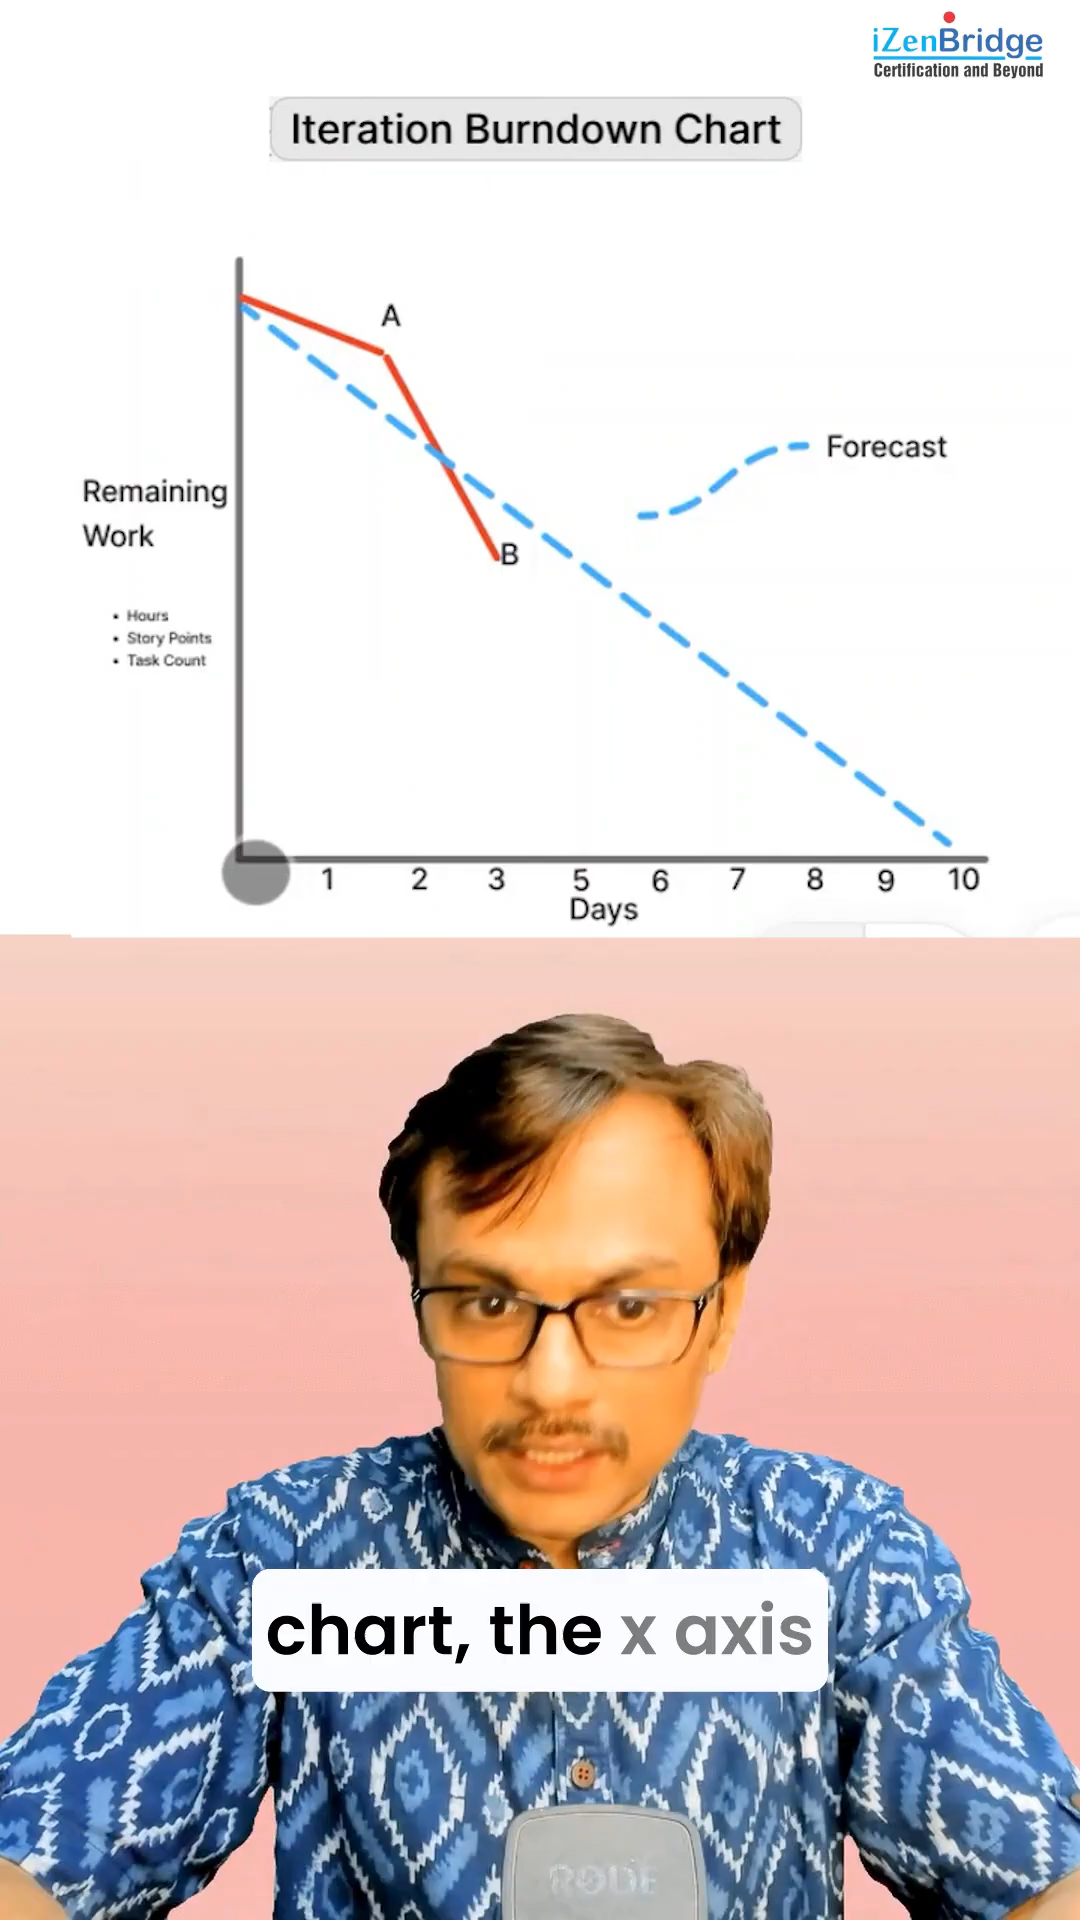 iZenBridge
Certification and Beyond
Iteration Burndown Chart
A
Forecast
Remaining
Work
B
• Hours
• Story Points
• Task Count
1 2 3 5 6 7 8 9 10
Days
chart, the x axis
RODE